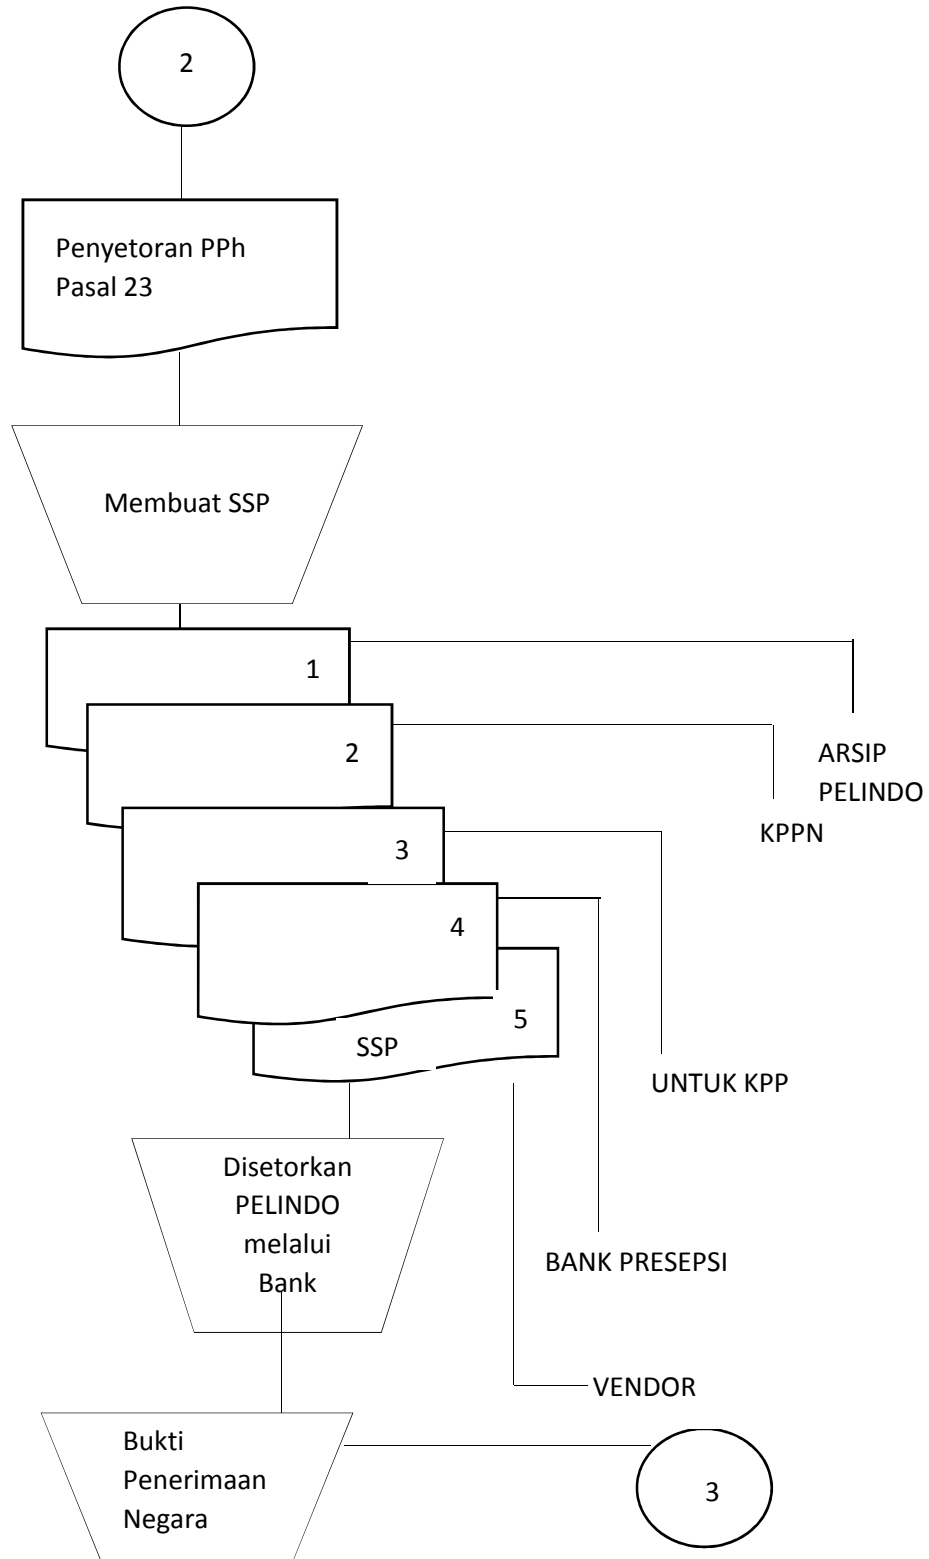 2
Penyetoran PPh
Pasal 23
Membuat SSP
1
2
ARSIP
PELINDO
KPPN
3
4
5
SSP
UNTUK KPP
Disetorkan
PELINDO
melalui
Bank
BANK PRESEPSI
VENDOR
Bukti
Penerimaan
Negara
3